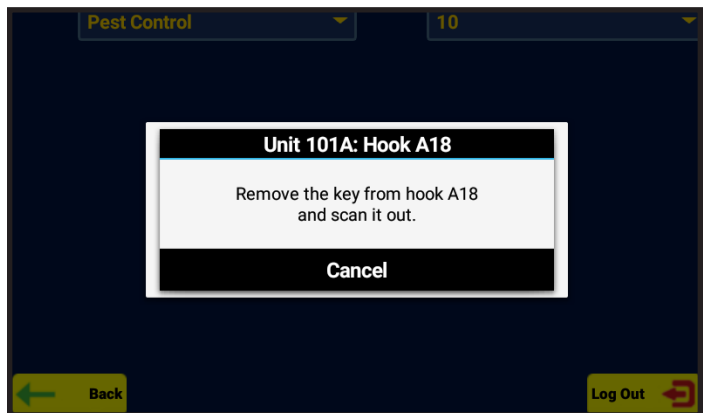 Pest Control
10
Unit 101A: Hook A18
Remove the key from hook A18
and scan it out.
Cancel
Back
Log Out